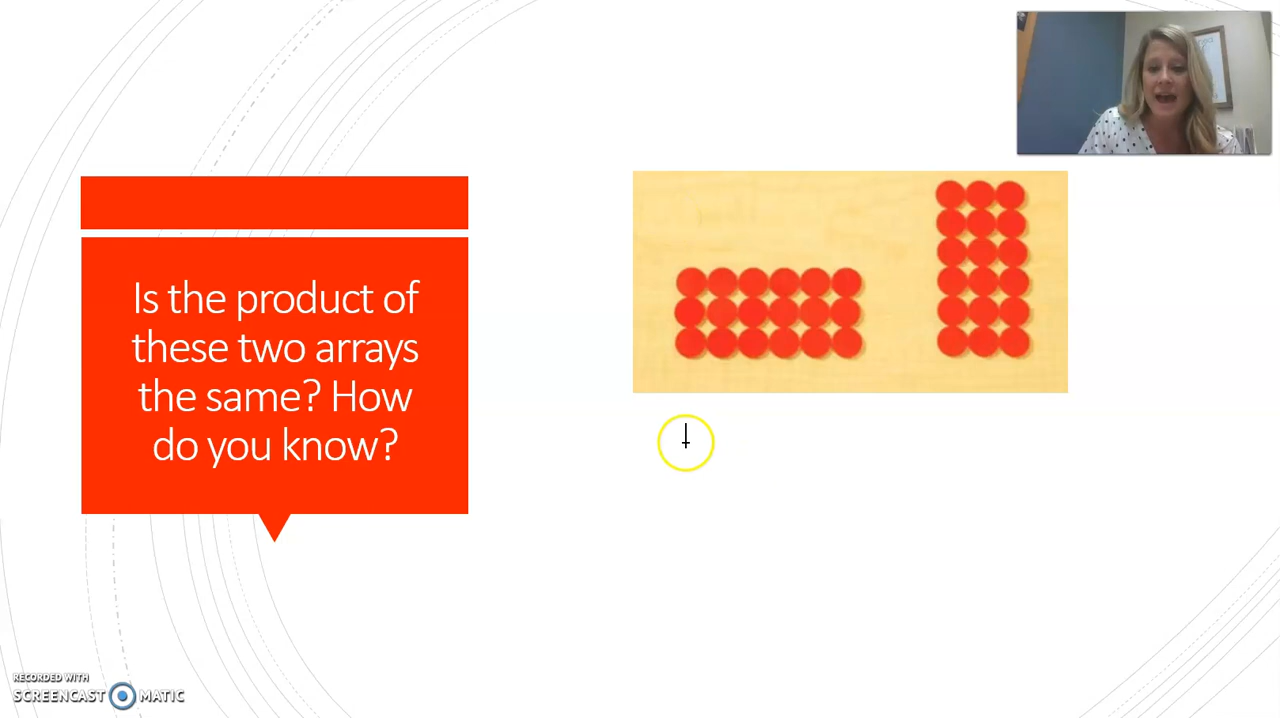 Is the product of
these two arrays
the same? How
do you know?
RECORDED WITH
SCREENCAST MATIC